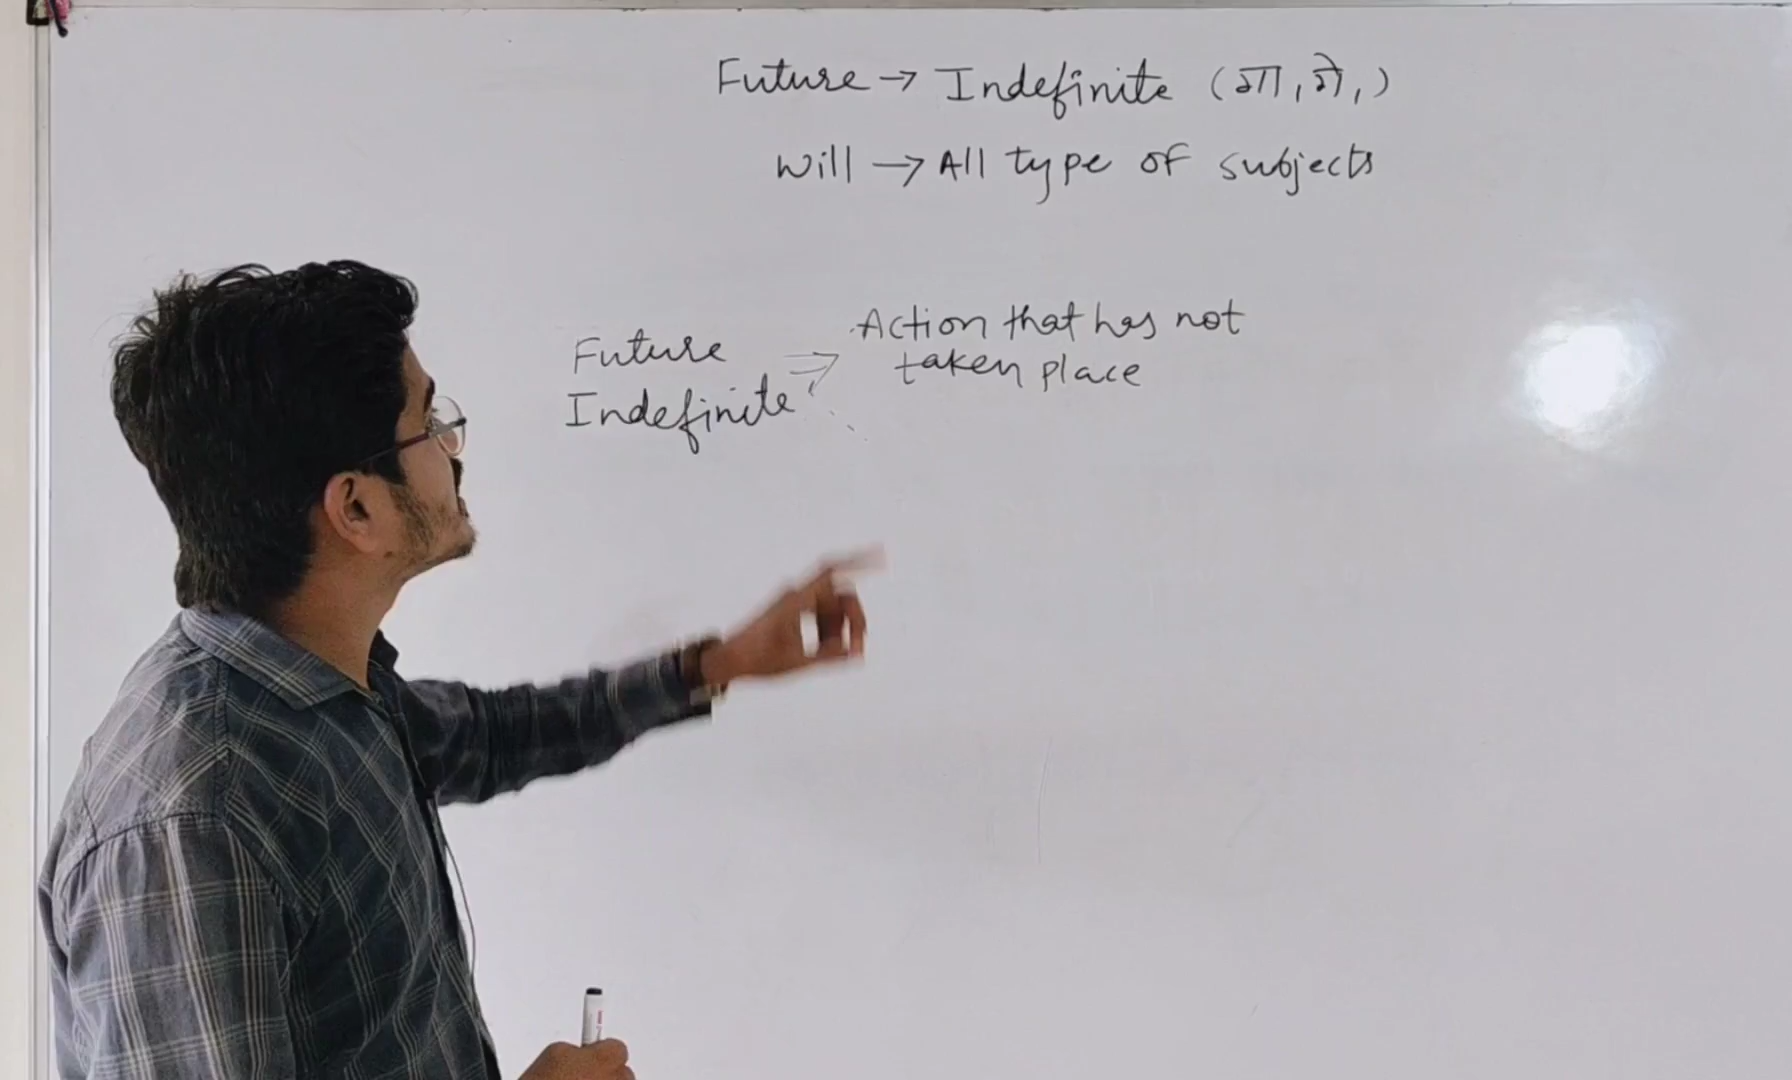 Future → Indefinite (गा, गे, )
Will → All type of subjects
Future Indefinite ⇒ Action that has not taken place